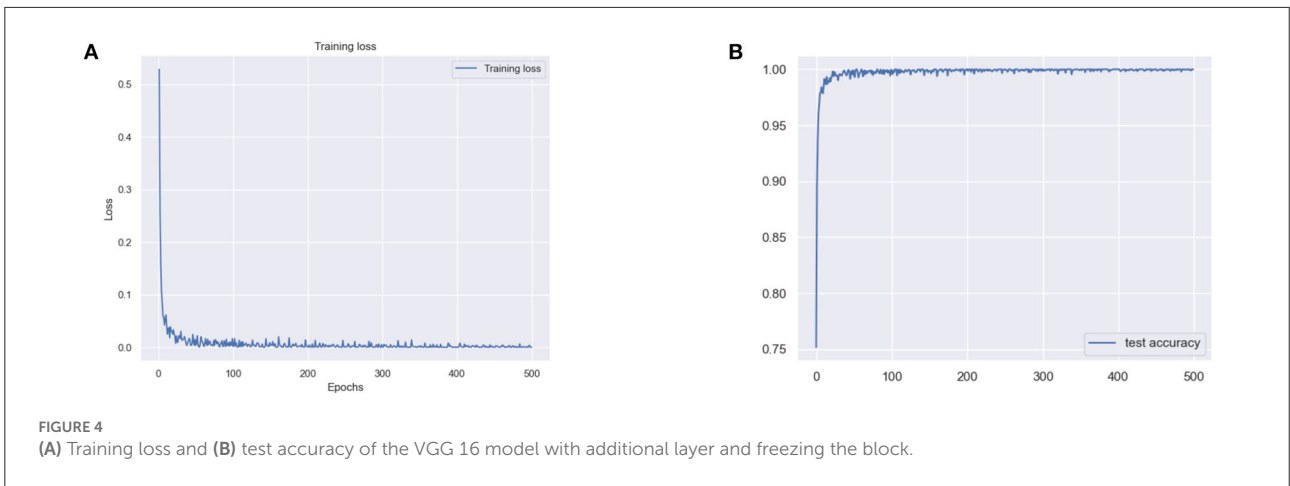 A
Training loss
Training loss
0.5
0.4
0.3
0.2
0.1
0.0
Loss
0 100 200 300 400 500
Epochs
B
1.00
0.95
0.90
0.85
0.80
0.75
test accuracy
0 100 200 300 400 500
FIGURE 4
(A) Training loss and (B) test accuracy of the VGG 16 model with additional layer and freezing the block.